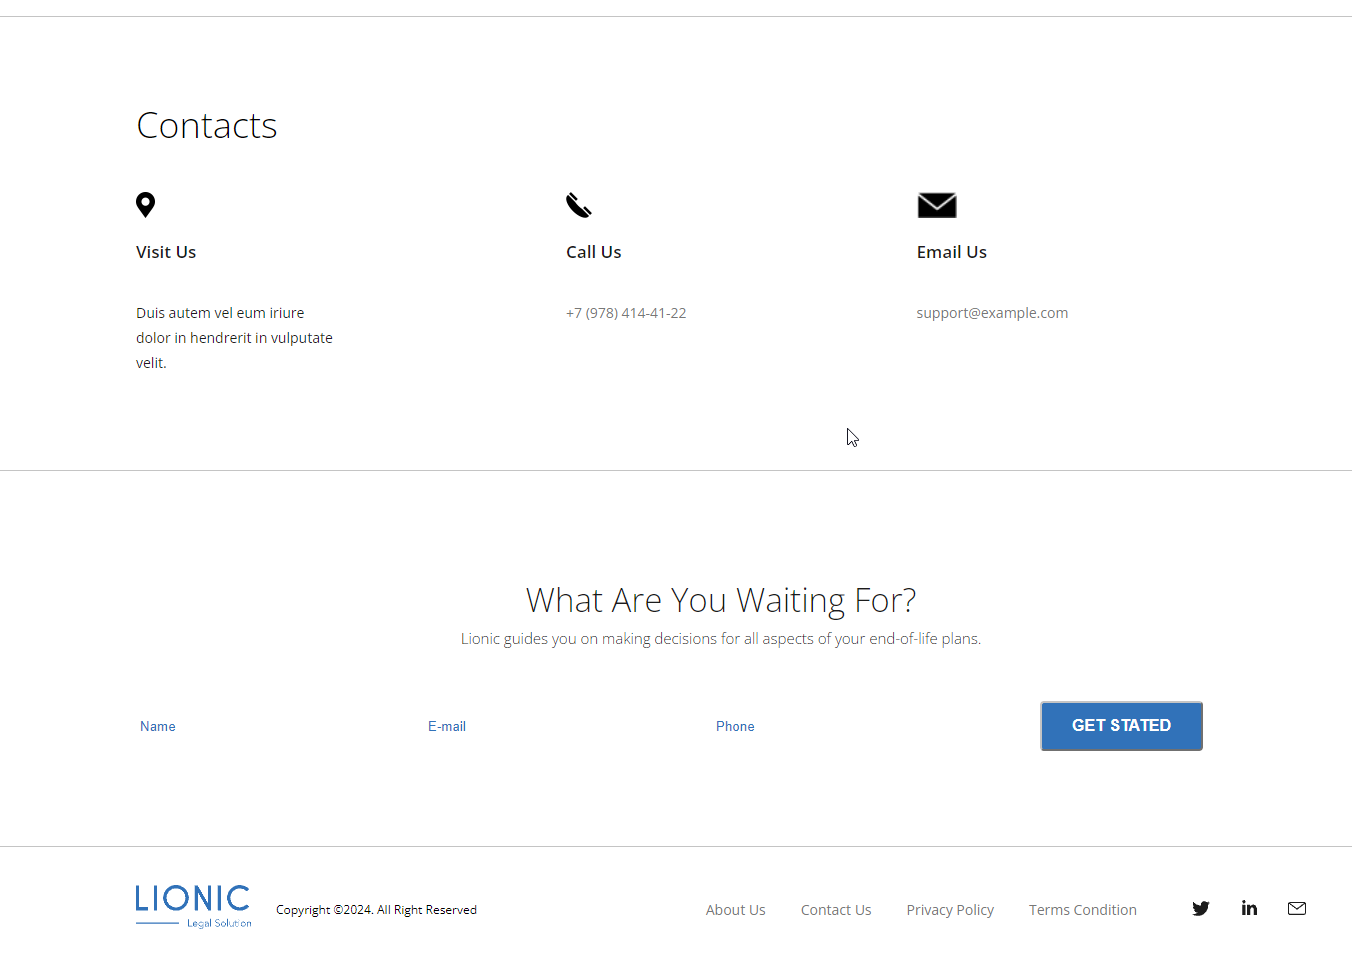 Contacts
Visit Us
Call Us
Email Us
Duis autem vel eum iriure
dolor in hendrerit in vulputate
velit.
+7 (978) 414-41-22
support@example.com
What Are You Waiting For?
Lionic guides you on making decisions for all aspects of your end-of-life plans.
Name
E-mail
Phone
GET STATED
LIONIC
Legal Solution
Copyright ©2024. All Right Reserved
About Us
Contact Us
Privacy Policy
Terms Condition